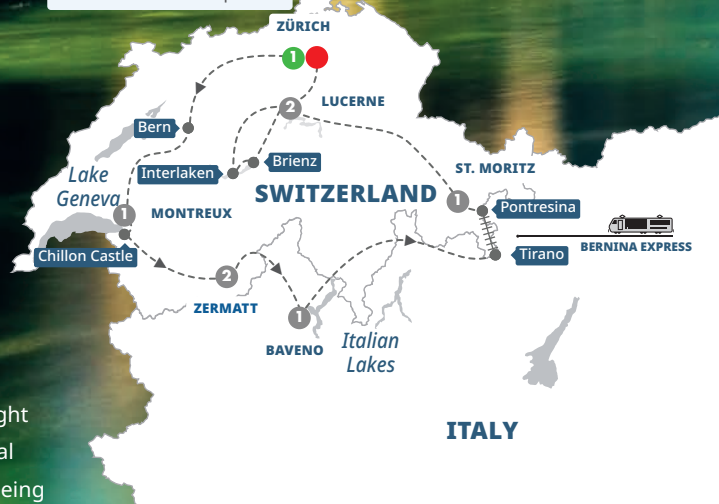 ZÜRICH
1
2
LUCERNE
Bern
Brienz
Interlaken
Lake
Geneva
ST. MORITZ
SWITZERLAND
1
Pontresina
1
MONTREUX
BERNINA EXPRESS
Chillon Castle
Tirano
2
ZERMATT
1
BAVENO
Italian
Lakes
ITALY
ght
al
eeing